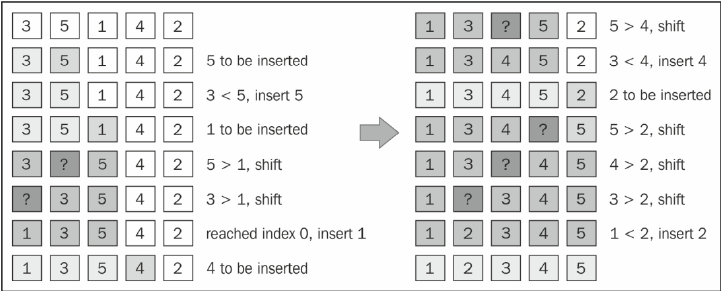 3 5 1 4 2
3 5 1 4 2 5 to be inserted
3 5 1 4 2 3 < 5, insert 5
3 5 1 4 2 1 to be inserted
3 ? 5 4 2 5 > 1, shift
? 3 5 4 2 3 > 1, shift
1 3 5 4 2 reached index 0, insert 1
1 3 5 4 2 4 to be inserted
1 3 ? 5 2 5 > 4, shift
1 3 4 5 2 3 < 4, insert 4
1 3 4 5 2 2 to be inserted
1 3 4 ? 5 5 > 2, shift
1 3 ? 4 5 4 > 2, shift
1 ? 3 4 5 3 > 2, shift
1 2 3 4 5 1 < 2, insert 2
1 2 3 4 5